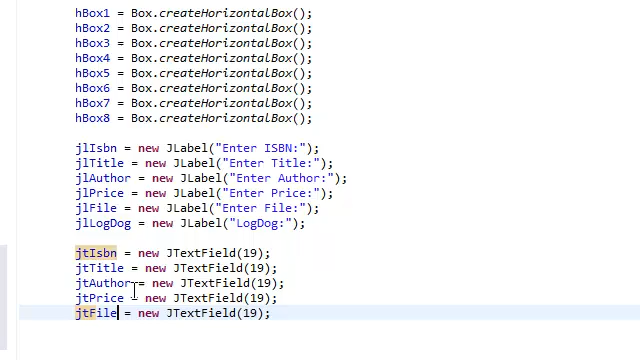 hBox1 = Box.createHorizontalBox();
hBox2 = Box.createHorizontalBox();
hBox3 = Box.createHorizontalBox();
hBox4 = Box.createHorizontalBox();
hBox5 = Box.createHorizontalBox();
hBox6 = Box.createHorizontalBox();
hBox7 = Box.createHorizontalBox();
hBox8 = Box.createHorizontalBox();
jlIsbn = new JLabel("Enter ISBN:");
jlTitle = new JLabel("Enter Title:");
jlAuthor = new JLabel("Enter Author:");
jlPrice = new JLabel("Enter Price:");
jlFile = new JLabel("Enter File:");
jlLogDog = new JLabel("LogDog:");
jtIsbn = new JTextField(19);
jtTitle = new JTextField(19);
jtAuthor = new JTextField(19);
jtPrice = new JTextField(19);
jtFile = new JTextField(19);